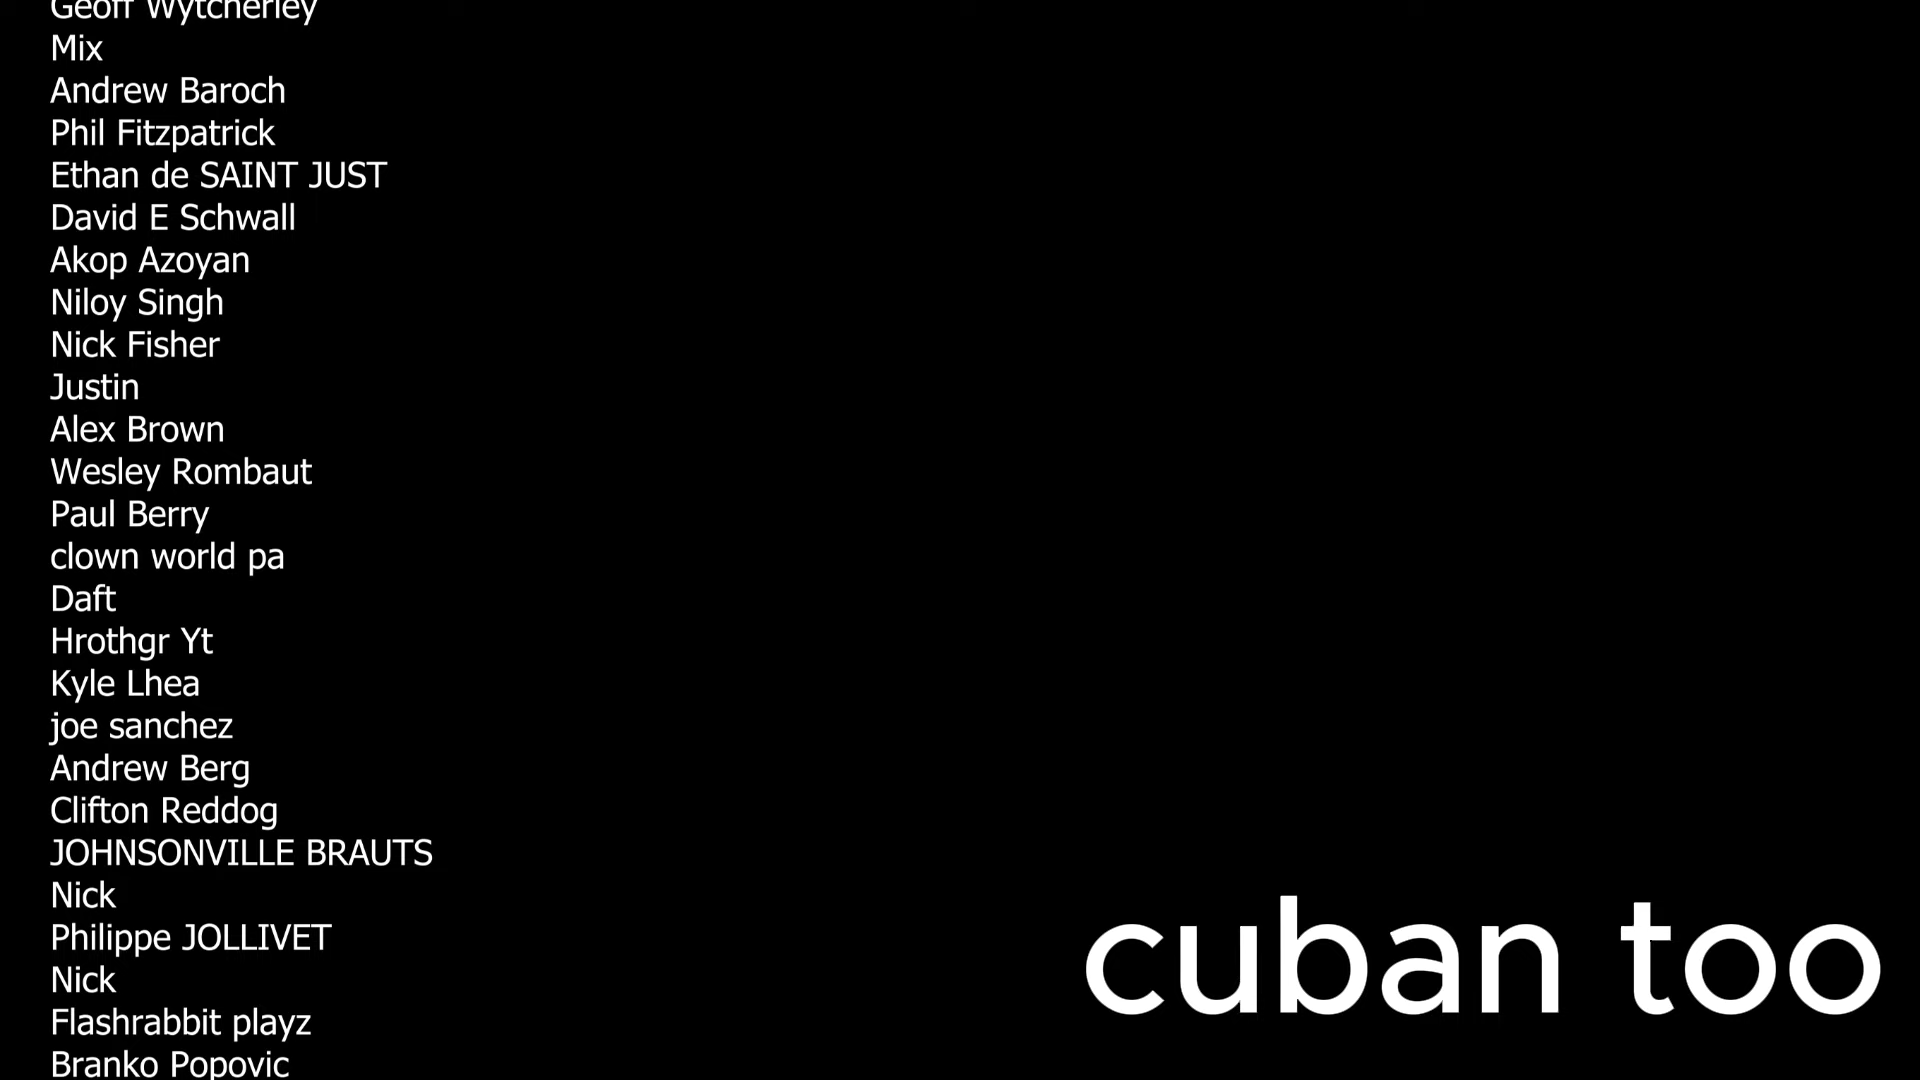 Geoff Wytcherley
Mix
Andrew Baroch
Phil Fitzpatrick
Ethan de SAINT JUST
David E Schwall
Akop Azoyan
Niloy Singh
Nick Fisher
Justin
Alex Brown
Wesley Rombaut
Paul Berry
clown world pa
Daft
Hrothgr Yt
Kyle Lhea
joe sanchez
Andrew Berg
Clifton Reddog
JOHNSONVILLE BRAUTS
Nick
Philippe JOLLIVET
Nick
Flashrabbit playz
Branko Popovic
cuban too